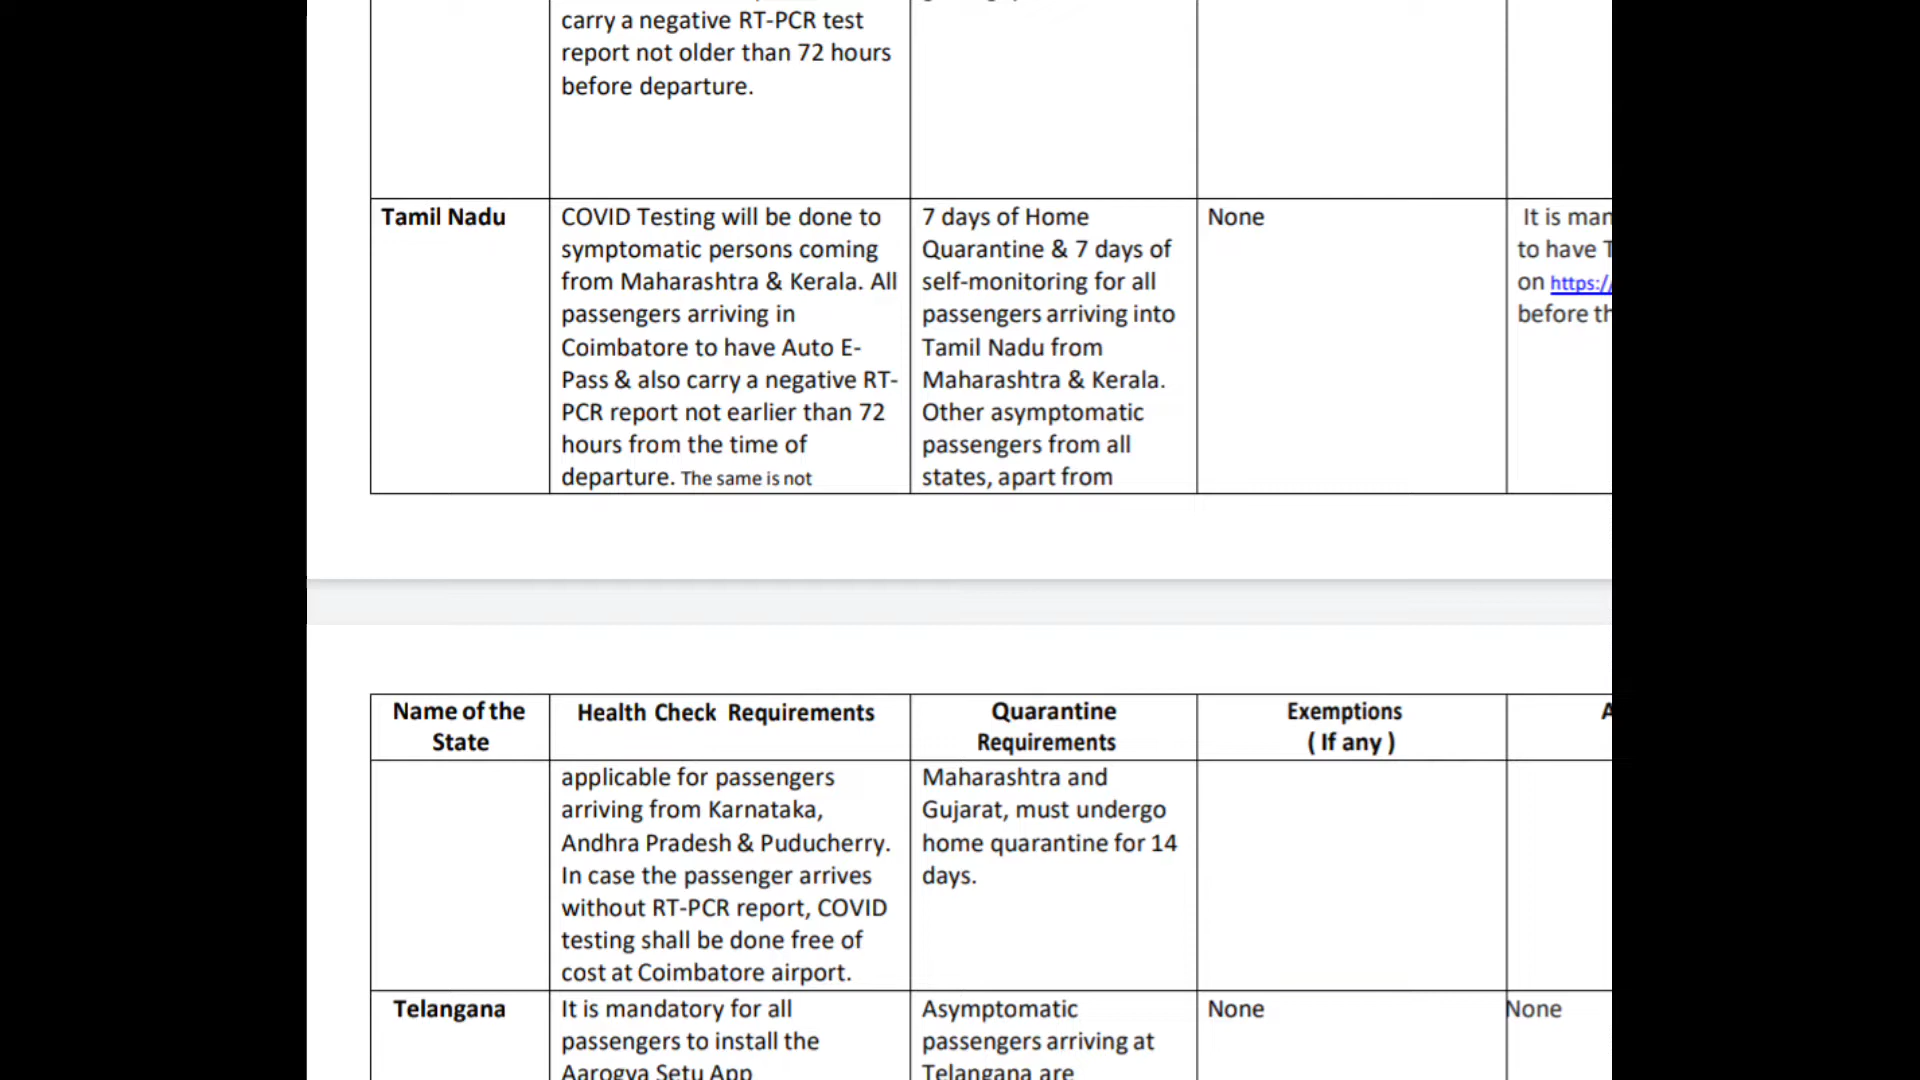 carry a negative RT-PCR test
report not older than 72 hours
before departure.
Tamil Nadu
COVID Testing will be done to
symptomatic persons coming
from Maharashtra & Kerala. All
passengers arriving in
Coimbatore to have Auto E-
Pass & also carry a negative RT-
PCR report not earlier than 72
hours from the time of
departure. The same is not
7 days of Home
Quarantine & 7 days of
self-monitoring for all
passengers arriving into
Tamil Nadu from
Maharashtra & Kerala.
Other asymptomatic
passengers from all
states, apart from
None
It is
to have
on https:/
before
Name of the
State
Health Check Requirements
Quarantine
Requirements
Exemptions
( If any )
applicable for passengers
arriving from Karnataka,
Andhra Pradesh & Puducherry.
In case the passenger arrives
without RT-PCR report, COVID
testing shall be done free of
cost at Coimbatore airport.
Maharashtra and
Gujarat, must undergo
home quarantine for 14
days.
Telangana
It is mandatory for all
passengers to install the
Aarogya Setu App
Asymptomatic
passengers arriving at
Telangana are
None
None